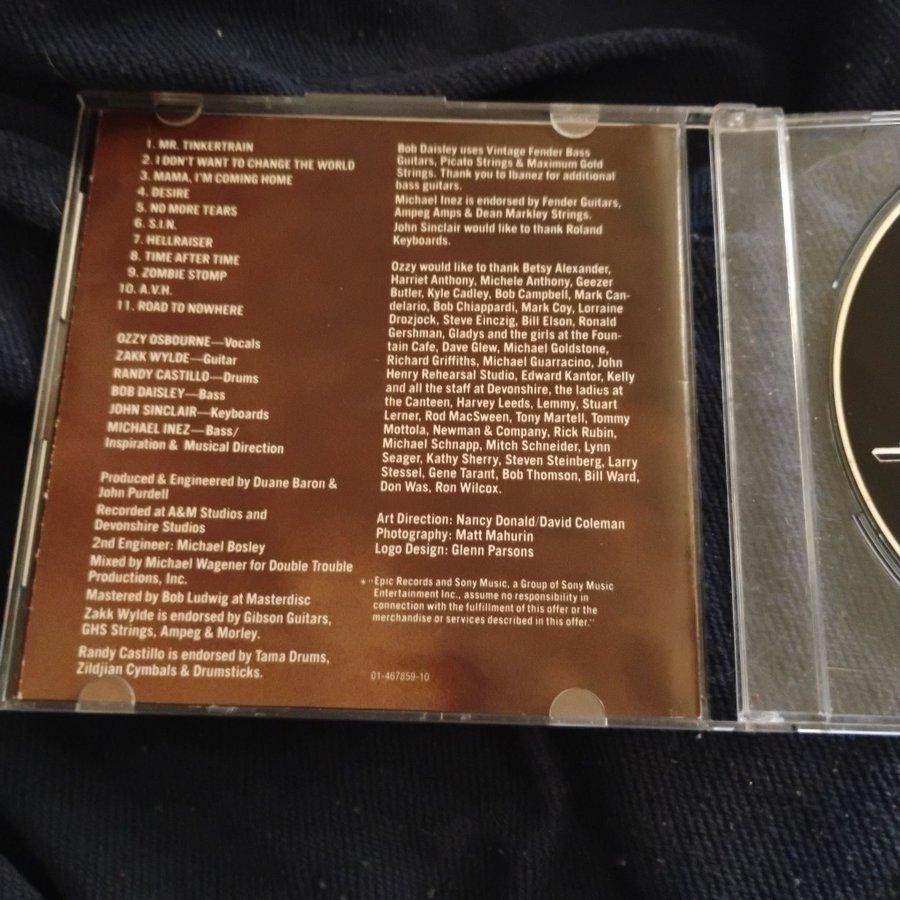 1. MR. TINKERTRAIN
2. I DON'T WANT TO CHANGE THE WORLD
3. MAMA, I'M COMING HOME
4. DESIRE
5. NO MORE TEARS
6. S.I.N.
7. HELLRAISER
8. TIME AFTER TIME
9. ZOMBIE STOMP
10. A.V.H.
11. ROAD TO NOWHERE
OZZY OSBOURNE—Vocals
ZAKK WYLDE—Guitar
RANDY CASTILLO—Drums
BOB DAISLEY—Bass
JOHN SINCLAIR—Keyboards
MICHAEL INEZ—Bass/
Inspiration & Musical Direction
Produced & Engineered by Duane Baron &
John Purdell
Recorded at A&M Studios and
Devonshire Studios
2nd Engineer: Michael Bosley
Mixed by Michael Wagener for Double Trouble
Productions, Inc.
Mastered by Bob Ludwig at Masterdisc
Zakk Wylde is endorsed by Gibson Guitars,
GHS Strings, Ampeg & Morley.
Randy Castillo is endorsed by Tama Drums,
Zildjian Cymbals & Drumsticks.
Bob Daisley uses Vintage Fender Bass
Guitars, Picato Strings & Maximum Gold
Strings. Thank you to Ibanez for additional
bass guitars.
Michael Inez is endorsed by Fender Guitars,
Ampeg Amps & Dean Markley Strings.
John Sinclair would like to thank Roland
Keyboards.
Ozzy would like to thank Betsy Alexander,
Harriet Anthony, Michele Anthony, Geezer
Butler, Kyle Cadley, Bob Campbell, Mark Can-
delario, Bob Chiappardi, Mark Coy, Lorraine
Drozjock, Steve Einczig, Bill Elson, Ronald
Gershman, Gladys and the girls at the Foun-
tain Cafe, Dave Glew, Michael Goldstone,
Richard Griffiths, Michael Guarracino, John
Henry Rehearsal Studio, Edward Kantor, Kelly
and all the staff at Devonshire, the ladies at
the Canteen, Harvey Leeds, Lemmy, Stuart
Lerner, Rod MacSween, Tony Martell, Tommy
Mottola, Newman & Company, Rick Rubin,
Michael Schnapp, Mitch Schneider, Lynn
Seager, Kathy Sherry, Steven Steinberg, Larry
Stessel, Gene Tarant, Bob Thomson, Bill Ward,
Don Was, Ron Wilcox.
Art Direction: Nancy Donald/David Coleman
Photography: Matt Mahurin
Logo Design: Glenn Parsons
* "Epic Records and Sony Music, a Group of Sony Music
Entertainment Inc., assume no responsibility in
connection with the fulfillment of this offer or the
merchandise or services described in this offer."
01-467859-10